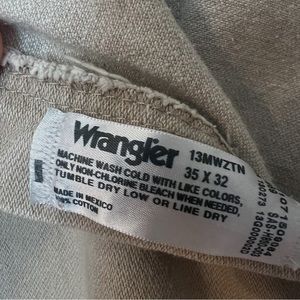 Wrangler 13MWZTN
35 X 32
MACHINE WASH COLD WITH LIKE COLORS,
ONLY NON-CHLORINE BLEACH WHEN NEEDED,
TUMBLE DRY LOW OR LINE DRY
MADE IN MEXICO
100% COTTON